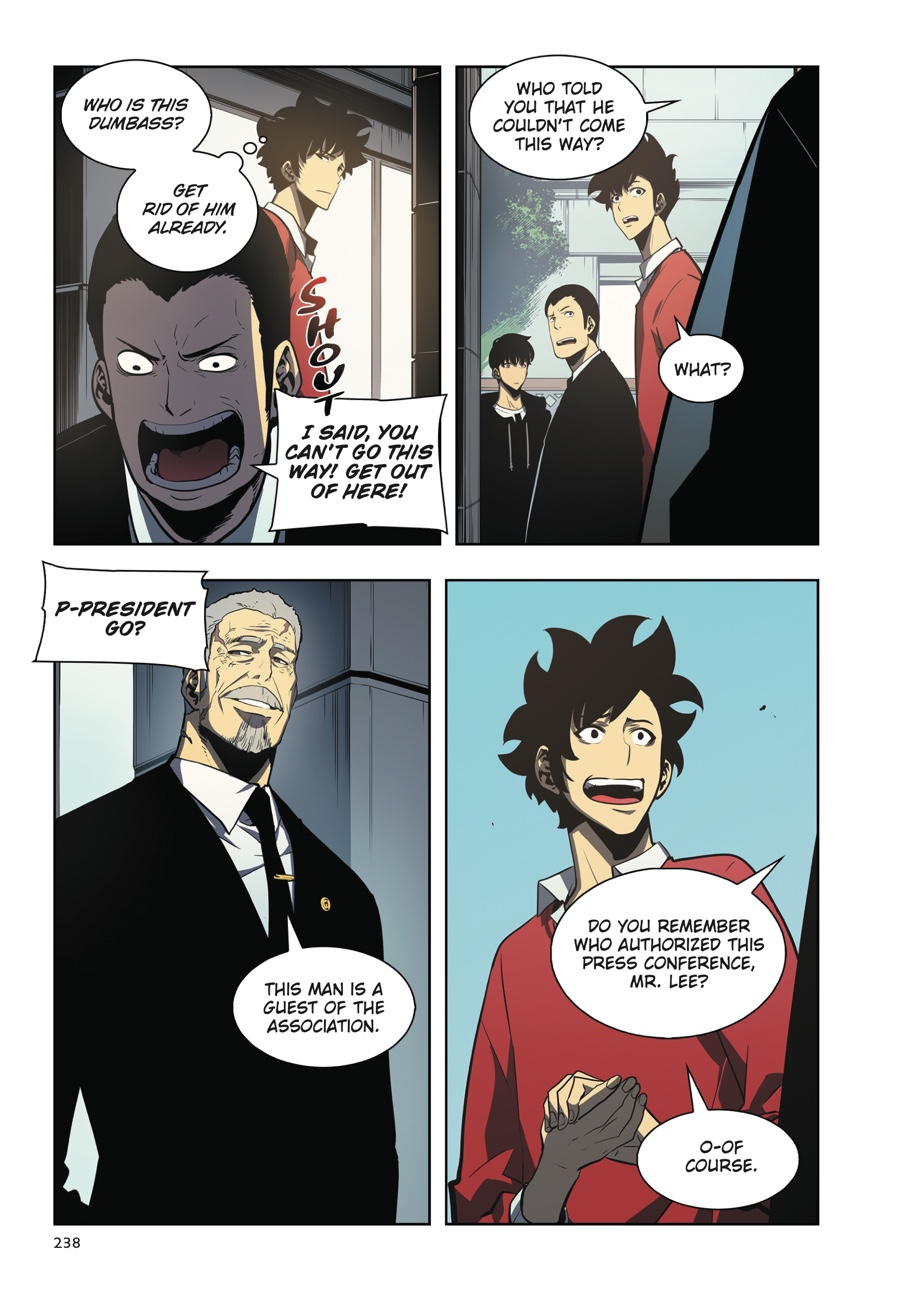 WHO IS THIS
DUMBASS?
GET
RID OF HIM
ALREADY.
SHOUT
I SAID, YOU
CAN'T GO THIS
WAY! GET OUT
OF HERE!
WHO TOLD
YOU THAT HE
COULDN'T COME
THIS WAY?
WHAT?
P-PRESIDENT
GO?
THIS MAN IS A
GUEST OF THE
ASSOCIATION.
DO YOU REMEMBER
WHO AUTHORIZED THIS
PRESS CONFERENCE,
MR. LEE?
O-OF
COURSE.
238